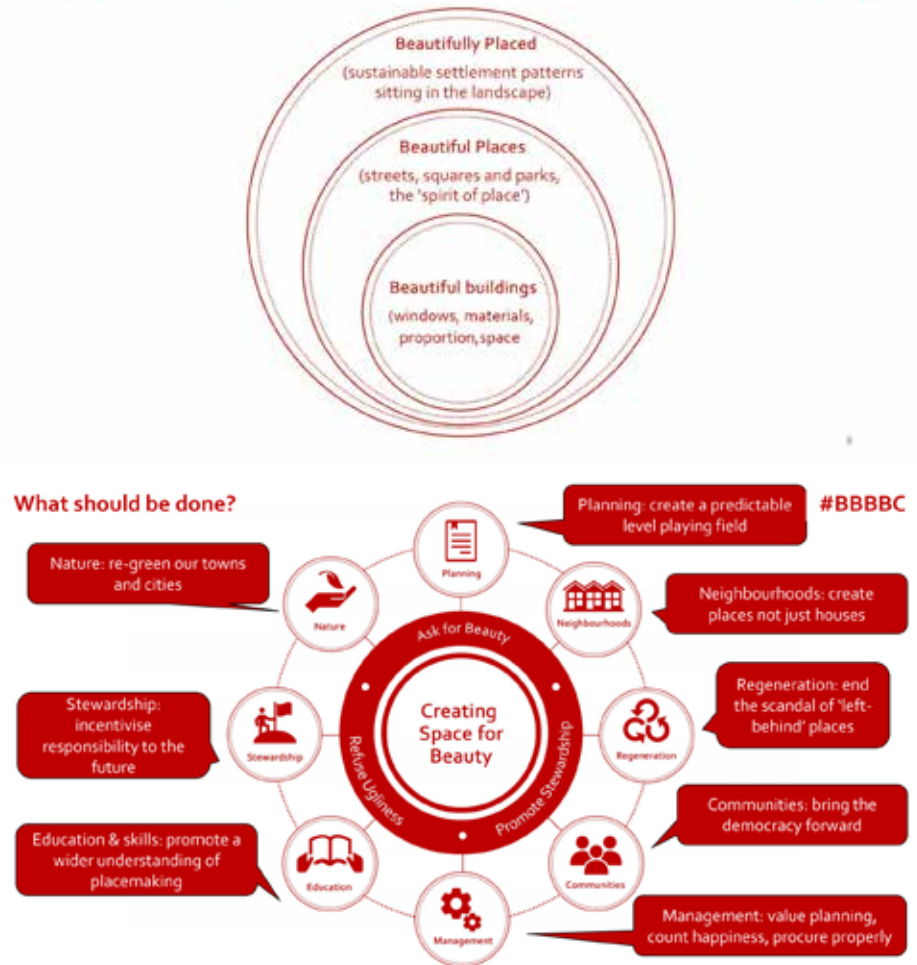 Beautifully Placed
(sustainable settlement patterns
sitting in the landscape)
Beautiful Places
(streets, squares and parks,
the 'spirit of place')
Beautiful buildings
(windows, materials,
proportion,space
What should be done?
#BBBBC
Planning: create a predictable
level playing field
Nature: re-green our towns
and cities
Neighbourhoods: create
places not just houses
Stewardship:
incentivise
responsibility to the
future
Regeneration: end
the scandal of 'left-
behind' places
Education & skills: promote a
wider understanding of
placemaking
Communities: bring the
democracy forward
Management: value planning,
count happiness, procure properly
Planning
Nature
Neighbourhoods
Stewardship
Regeneration
Education
Communities
Management
Ask for Beauty
Refuse Ugliness
Promote Stewardship
Creating
Space for
Beauty